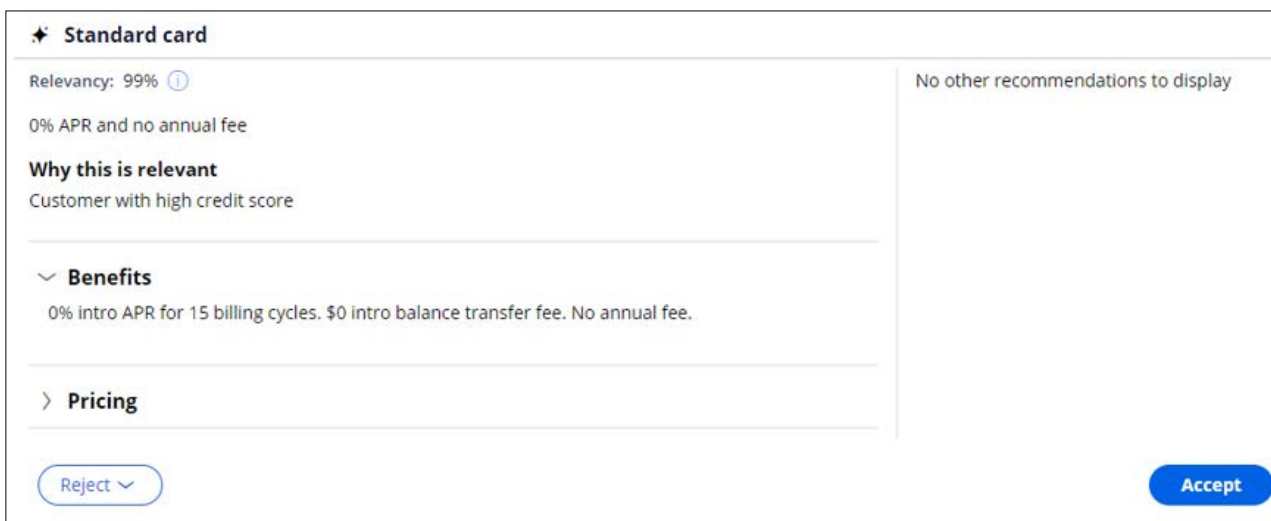 Standard card
Relevancy: 99%
0% APR and no annual fee
Why this is relevant
Customer with high credit score
Benefits
0% intro APR for 15 billing cycles. $0 intro balance transfer fee. No annual fee.
Pricing
Reject
No other recommendations to display
Accept